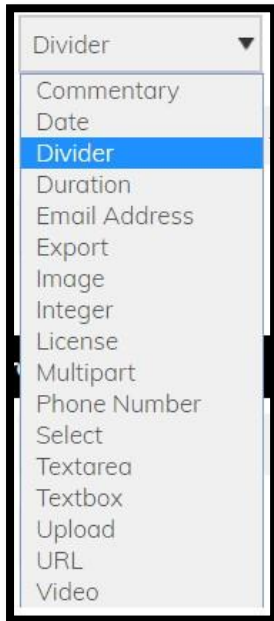 Divider
Commentary
Date
Divider
Duration
Email Address
Export
Image
Integer
License
Multipart
Phone Number
Select
Textarea
Textbox
Upload
URL
Video